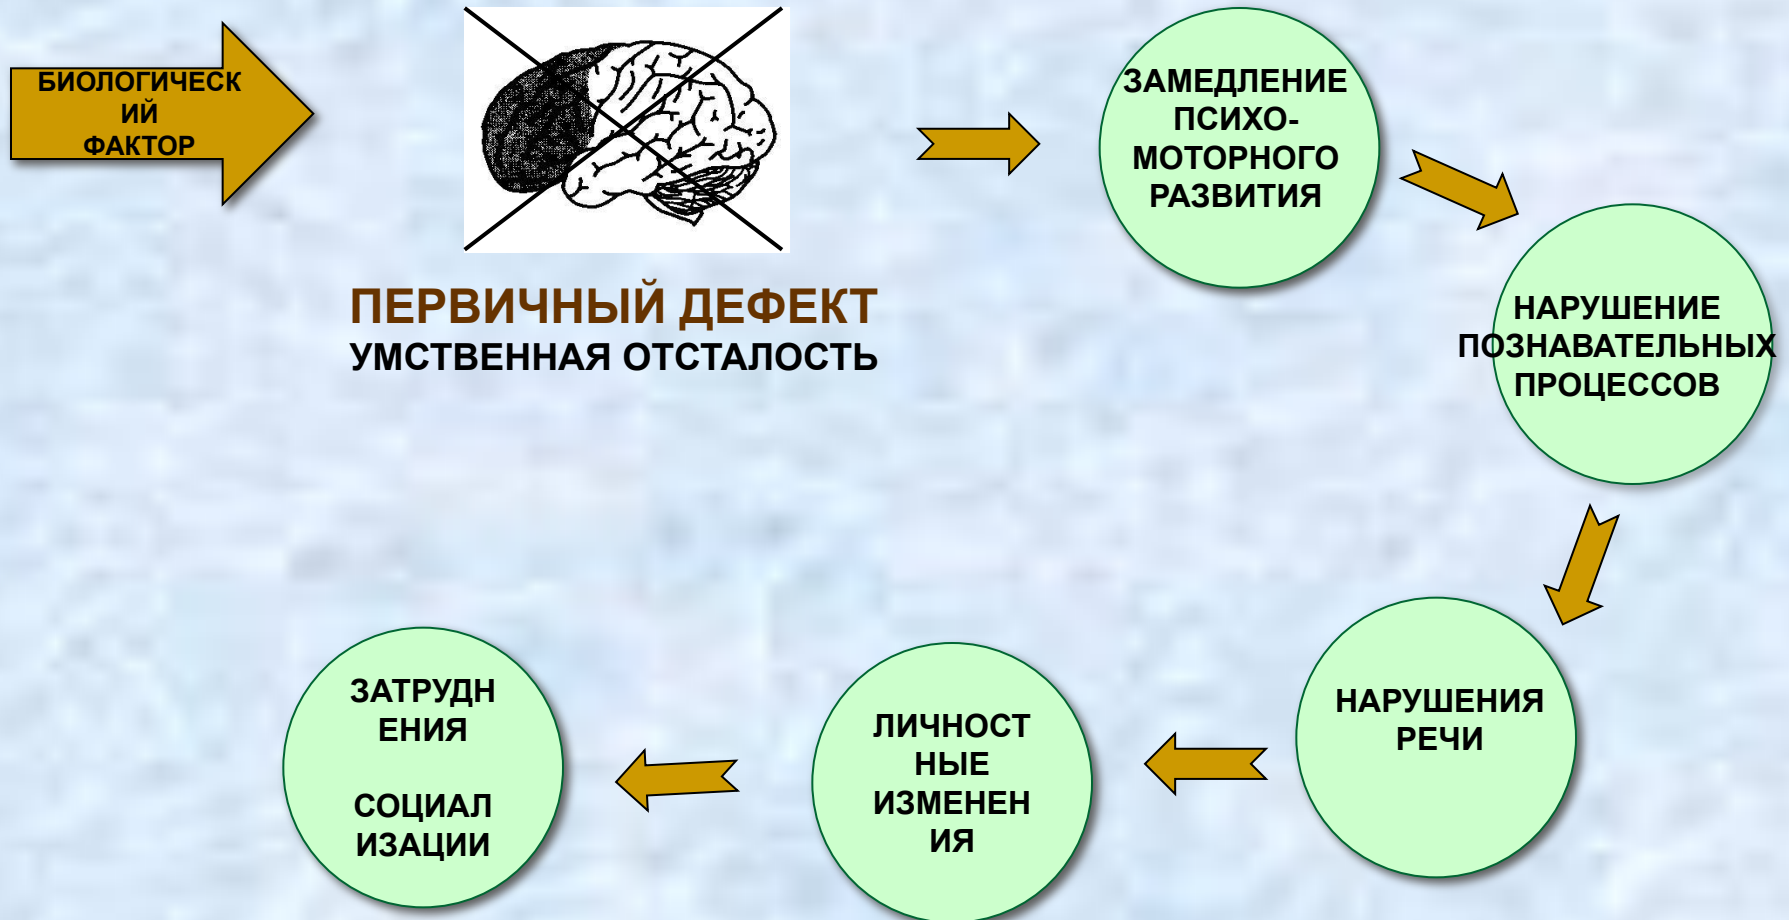 БИОЛОГИЧЕСК
ИЙ
ФАКТОР
ПЕРВИЧНЫЙ ДЕФЕКТ
УМСТВЕННАЯ ОТСТАЛОСТЬ
ЗАМЕДЛЕНИЕ
ПСИХО-
МОТОРНОГО
РАЗВИТИЯ
НАРУШЕНИЕ
ПОЗНАВАТЕЛЬНЫХ
ПРОЦЕССОВ
НАРУШЕНИЯ
РЕЧИ
ЛИЧНОСТ
НЫЕ
ИЗМЕНЕН
ИЯ
ЗАТРУДН
ЕНИЯ
СОЦИАЛ
ИЗАЦИИ